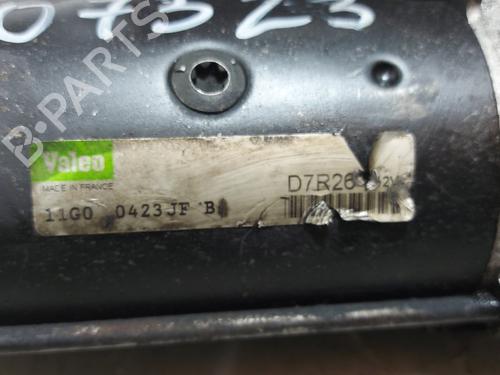 07323
B-PARTS
Valeo
MADE IN FRANCE
D7R26
11G0 0423JF B